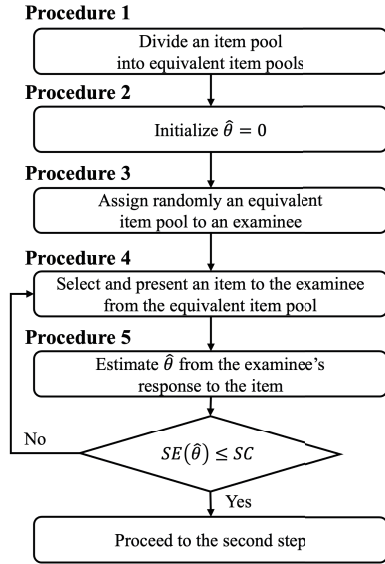 Procedure 1
Divide an item pool
into equivalent item pools
Procedure 2
Initialize θ̂ = 0
Procedure 3
Assign randomly an equivalent
item pool to an examinee
Procedure 4
Select and present an item to the examinee
from the equivalent item pool
Procedure 5
Estimate θ̂ from the examinee's
response to the item
No
SE(θ̂) ≤ SC
Yes
Proceed to the second step